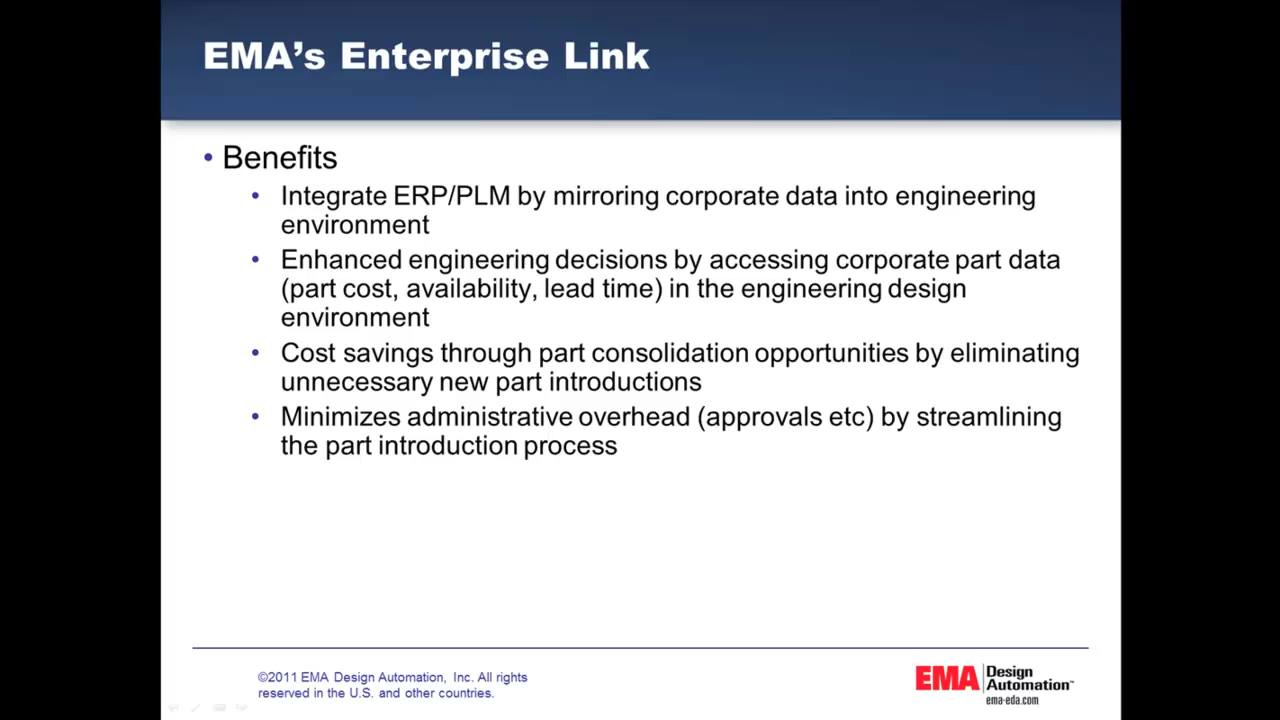 EMA's Enterprise Link
• Benefits
• Integrate ERP/PLM by mirroring corporate data into engineering
environment
• Enhanced engineering decisions by accessing corporate part data
(part cost, availability, lead time) in the engineering design
environment
• Cost savings through part consolidation opportunities by eliminating
unnecessary new part introductions
• Minimizes administrative overhead (approvals etc) by streamlining
the part introduction process
©2011 EMA Design Automation, Inc. All rights
reserved in the U.S. and other countries.
EMA Design
Automation™
ema-eda.com